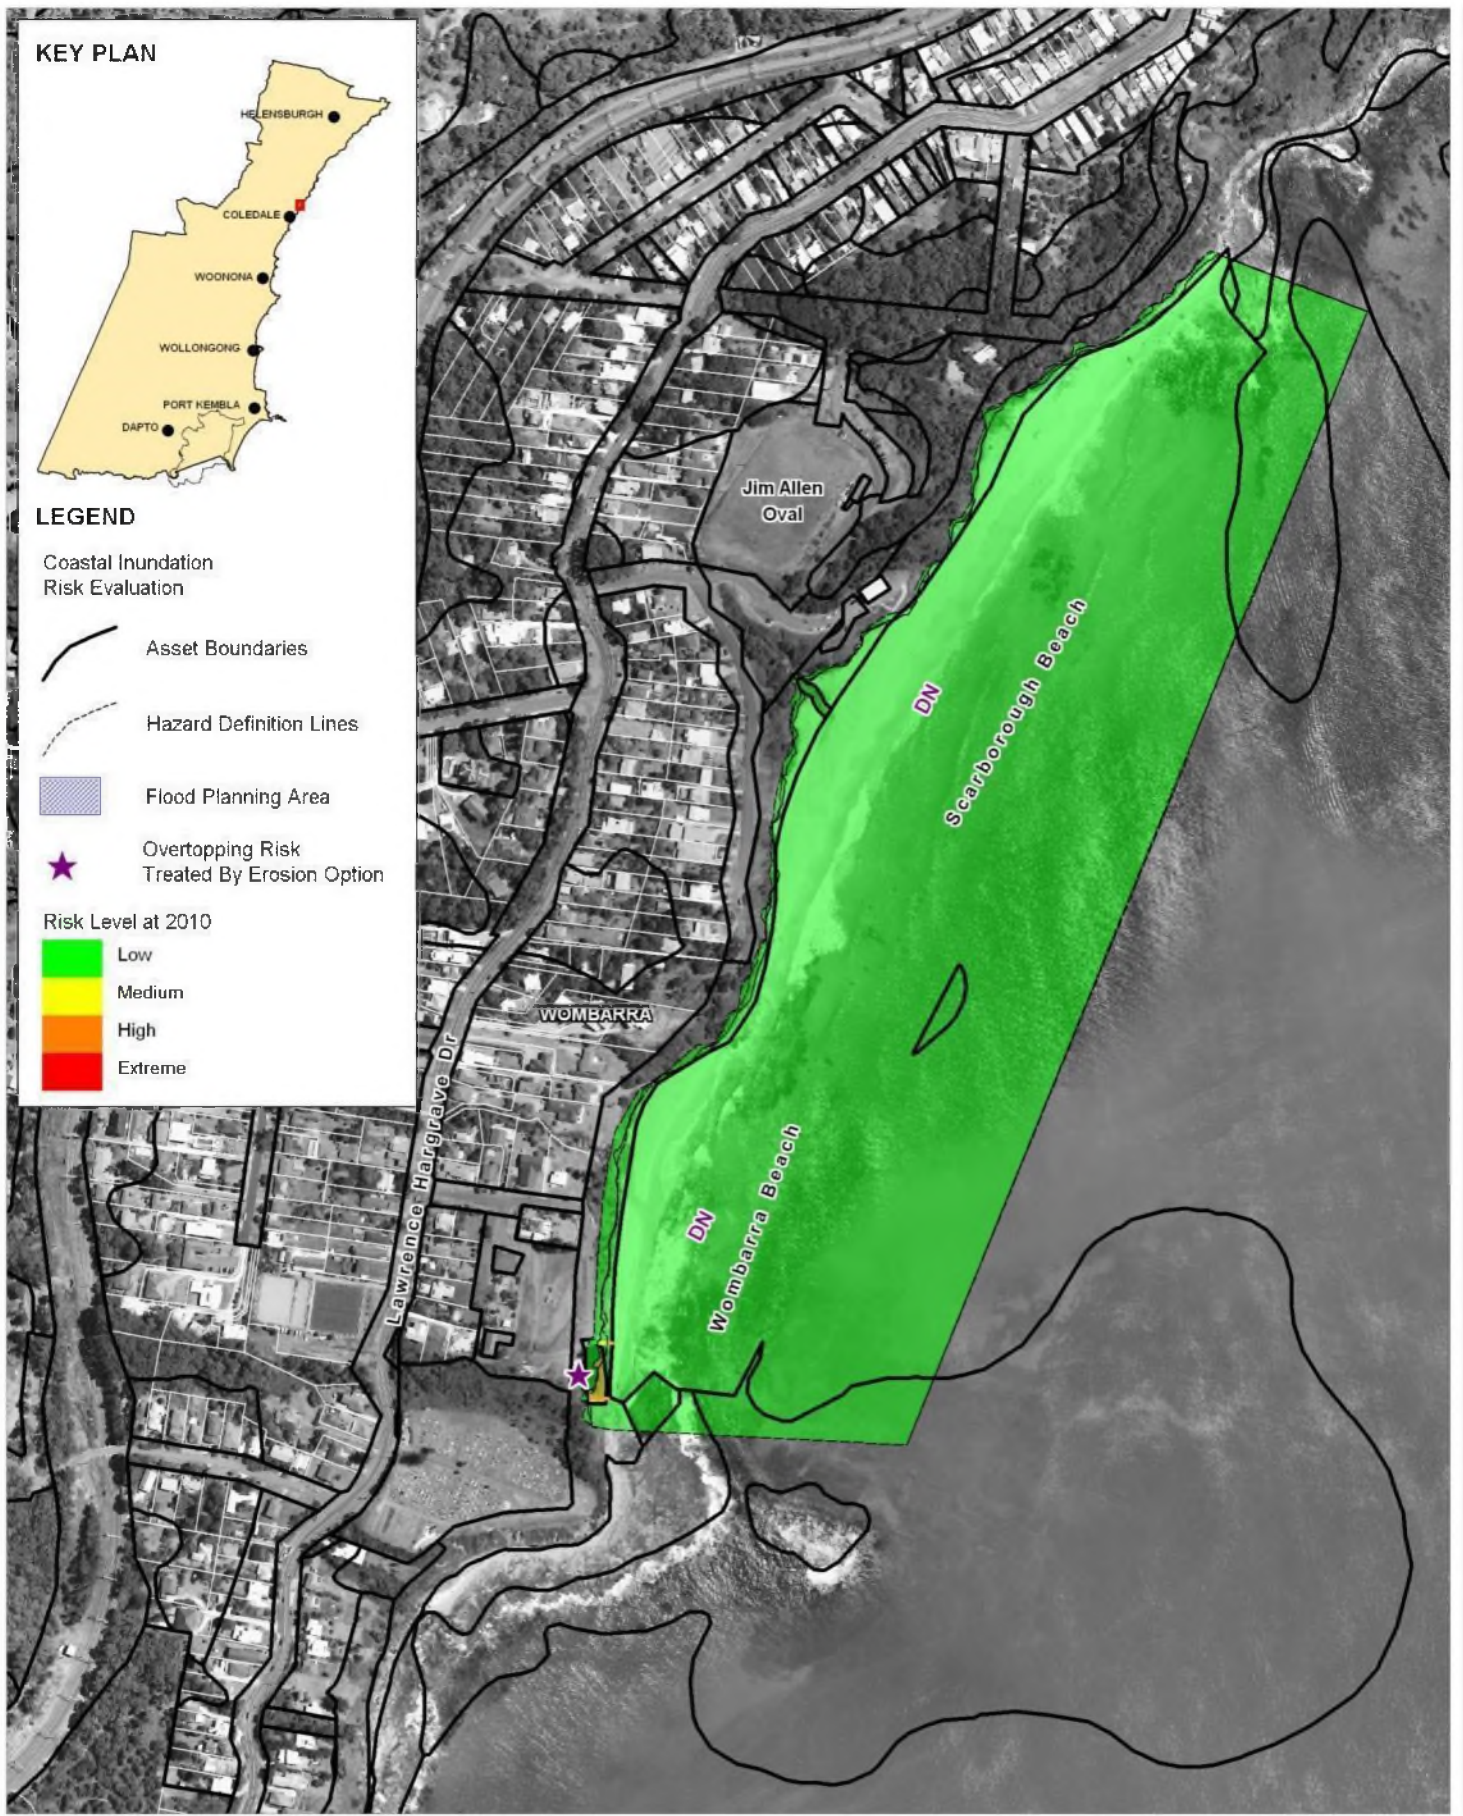 KEY PLAN
HELENSBURGH
COLEDALE
WOONONA
WOLLONGONG
PORT KEMBLA
DAPTO
LEGEND
Coastal Inundation
Risk Evaluation
Asset Boundaries
Hazard Definition Lines
Flood Planning Area
Overtopping Risk
Treated By Erosion Option
Risk Level at 2010
Low
Medium
High
Extreme
Jim Allen
Oval
DN
Scarborough Beach
WOMBARRA
Lawrence Hargrave Dr
DN
Wombarra Beach